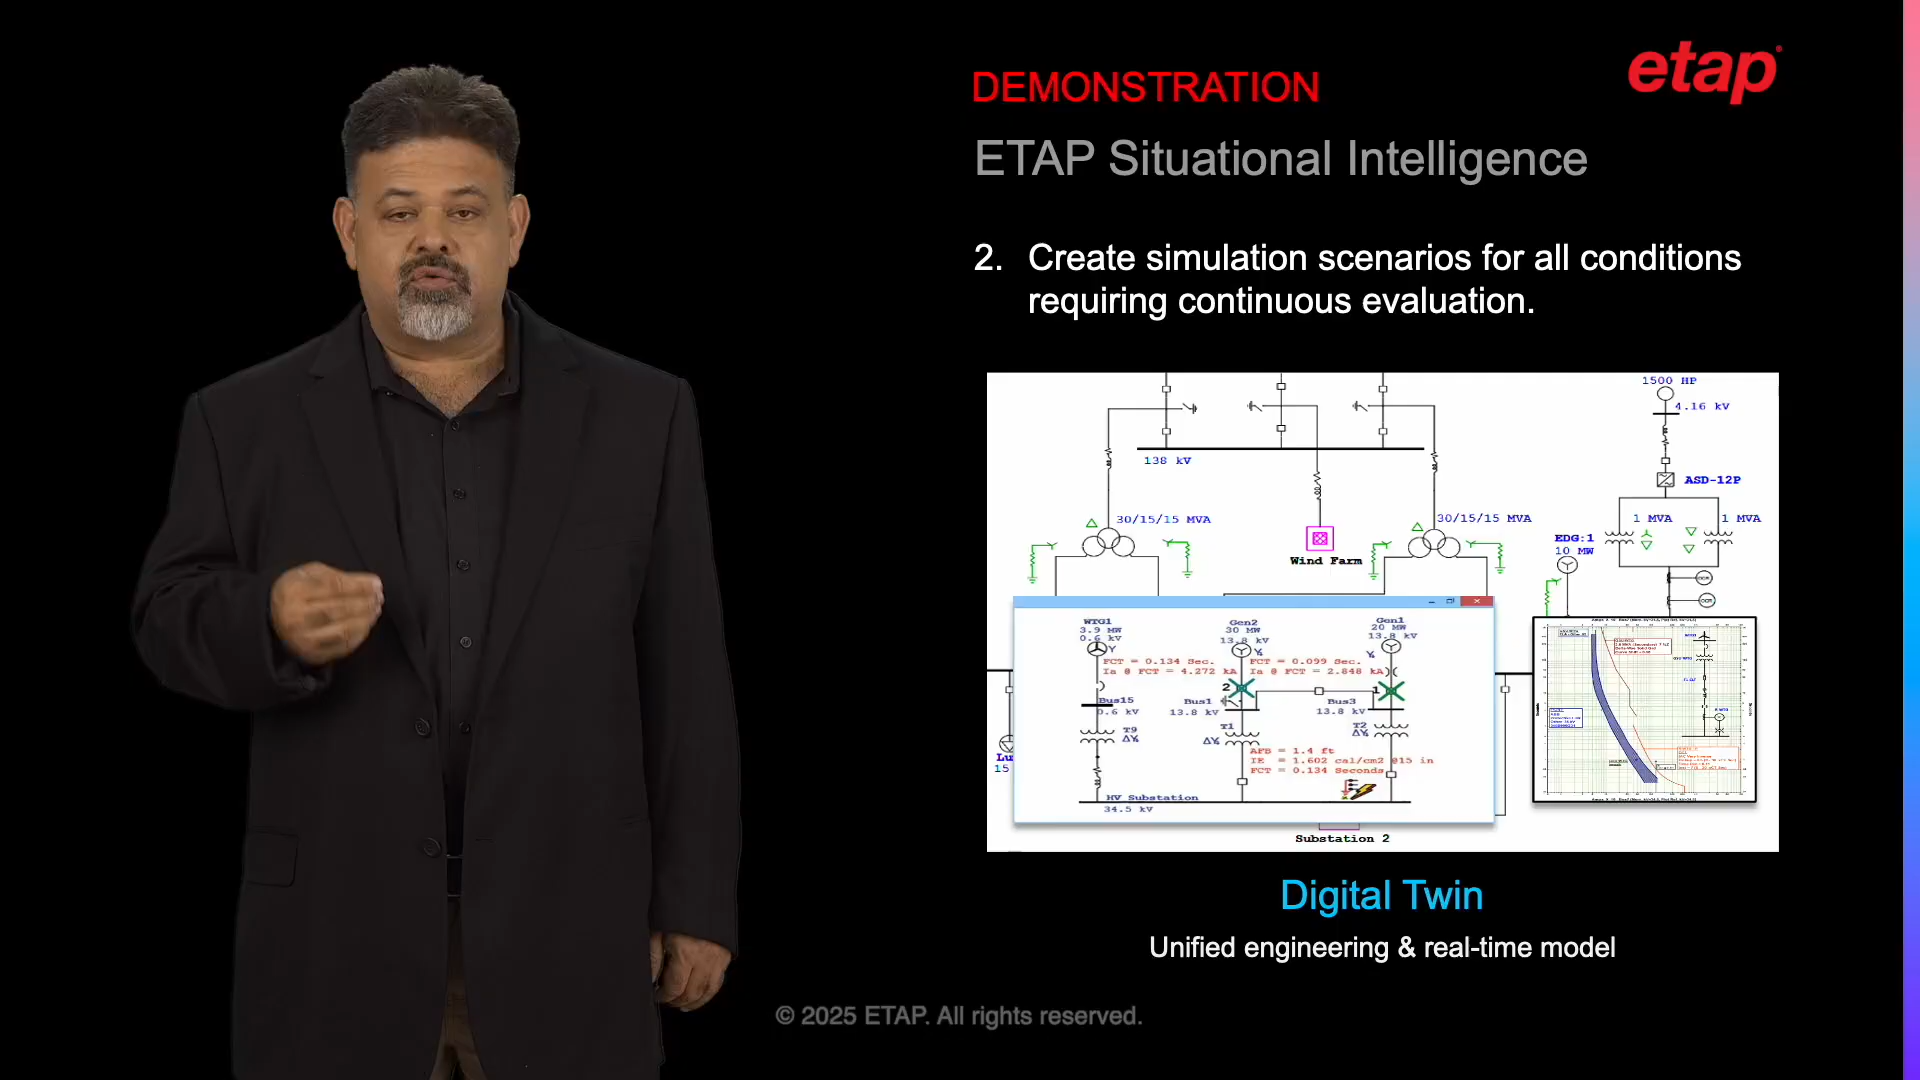 DEMONSTRATION
etap
ETAP Situational Intelligence
2. Create simulation scenarios for all conditions
requiring continuous evaluation.
1500 HP
4.16 kV
138 kV
ASD-12P
30/15/15 MVA
30/15/15 MVA
1 MVA
1 MVA
EDG:1
10 MW
Wind Farm
WTG1
3.9 MW
0.6 kV
Y
Gen2
30 MW
13.8 kV
Gen1
20 MW
13.8 kV
FCT = 0.134 Sec.
Ia @ FCT = 4.272 kA
FCT = 0.099 Sec.
Ia @ FCT = 2.848 kA
2
1
Bus15
0.6 kV
Bus1
13.8 kV
Bus3
13.8 kV
T9
T1
T2
AFB = 1.4 ft
IE = 1.602 cal/cm2 @15 in
FCT = 0.134 Seconds
HV Substation
34.5 kV
Lu
15
Substation 2
Digital Twin
Unified engineering & real-time model
© 2025 ETAP. All rights reserved.